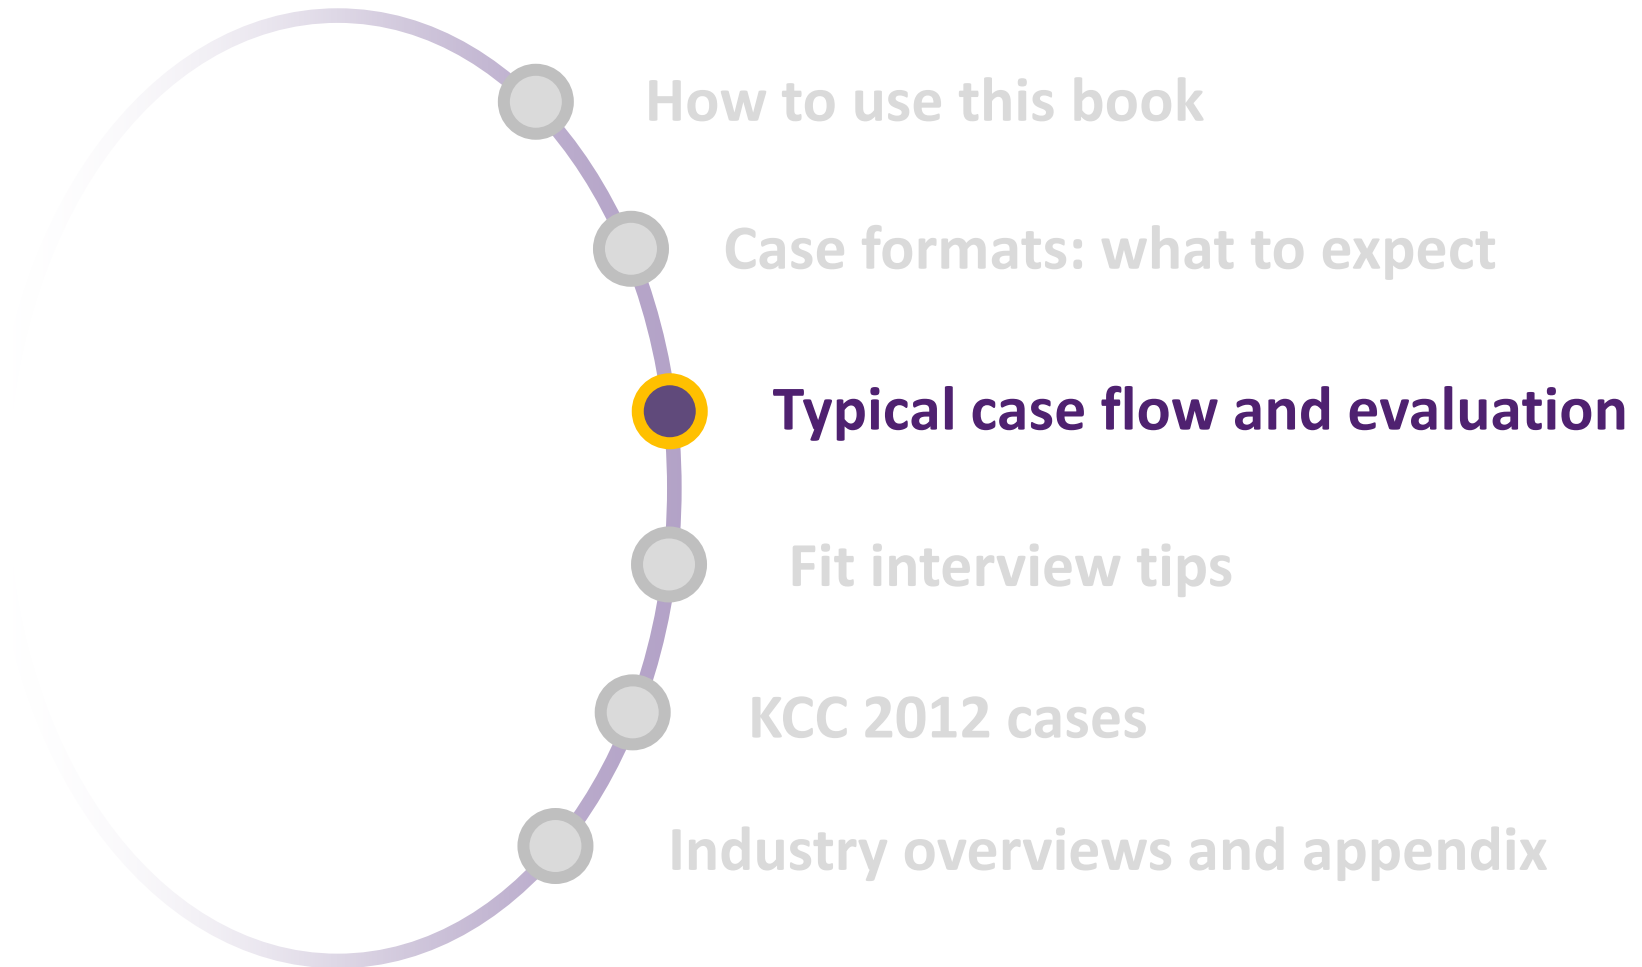 How to use this book
Case formats: what to expect
Typical case flow and evaluation
Fit interview tips
KCC 2012 cases
Industry overviews and appendix